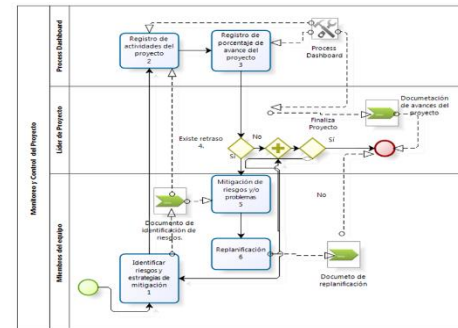 Monitoreo y Control del Proyecto
Process Dashboard
Registro de
actividades del
proyecto
2
Registro de
porcentaje de
avance del
proyecto
3
Process
Dashboard
Líder de Proyecto
Existe retraso
4.
No
Si
Finaliza
Proyecto
Sí
Documetación
de avances del
proyecto
Miembros del equipo
Documento de
identificación de
riesgos.
Mitigación de
riesgos y/o
problemas
5
No
Replanificación
6
Documeto de
replanificación
Identificar
riesgos y
estrategias de
mitigación
1